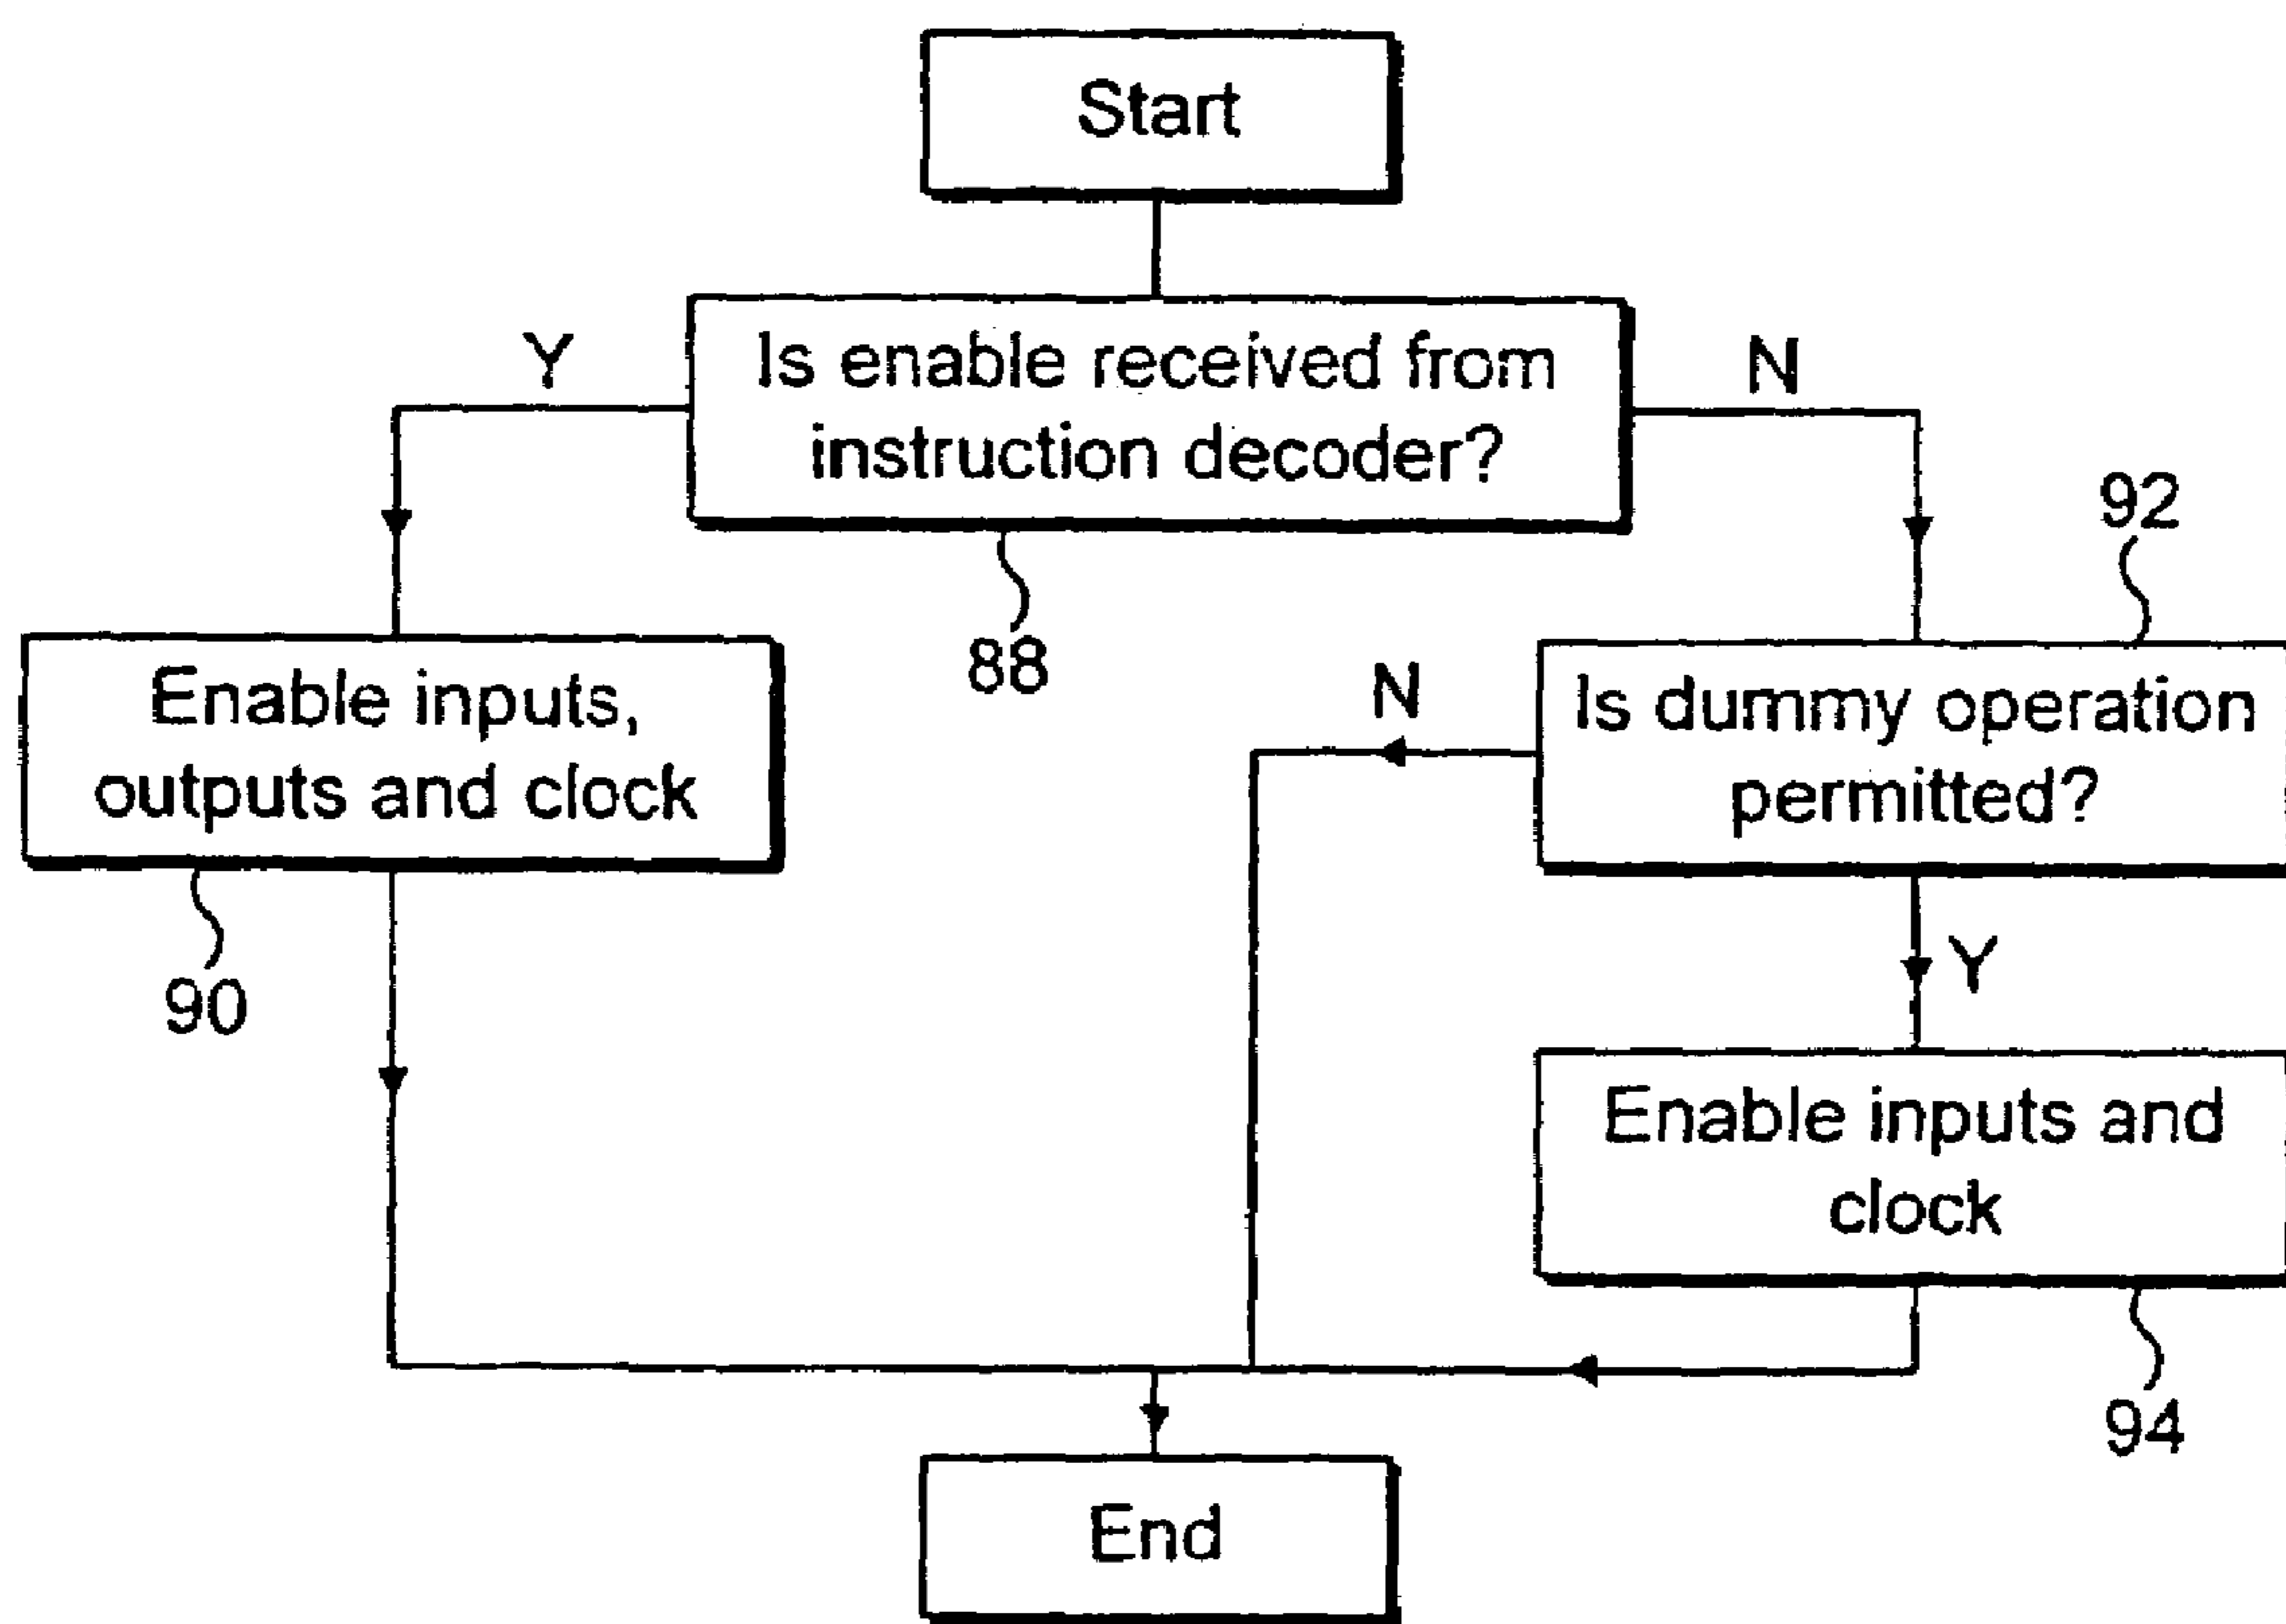 Start
Is enable received from
instruction decoder?
Y
N
88
92
Enable inputs,
outputs and clock
90
N
Is dummy operation
permitted?
Y
Enable inputs and
clock
94
End